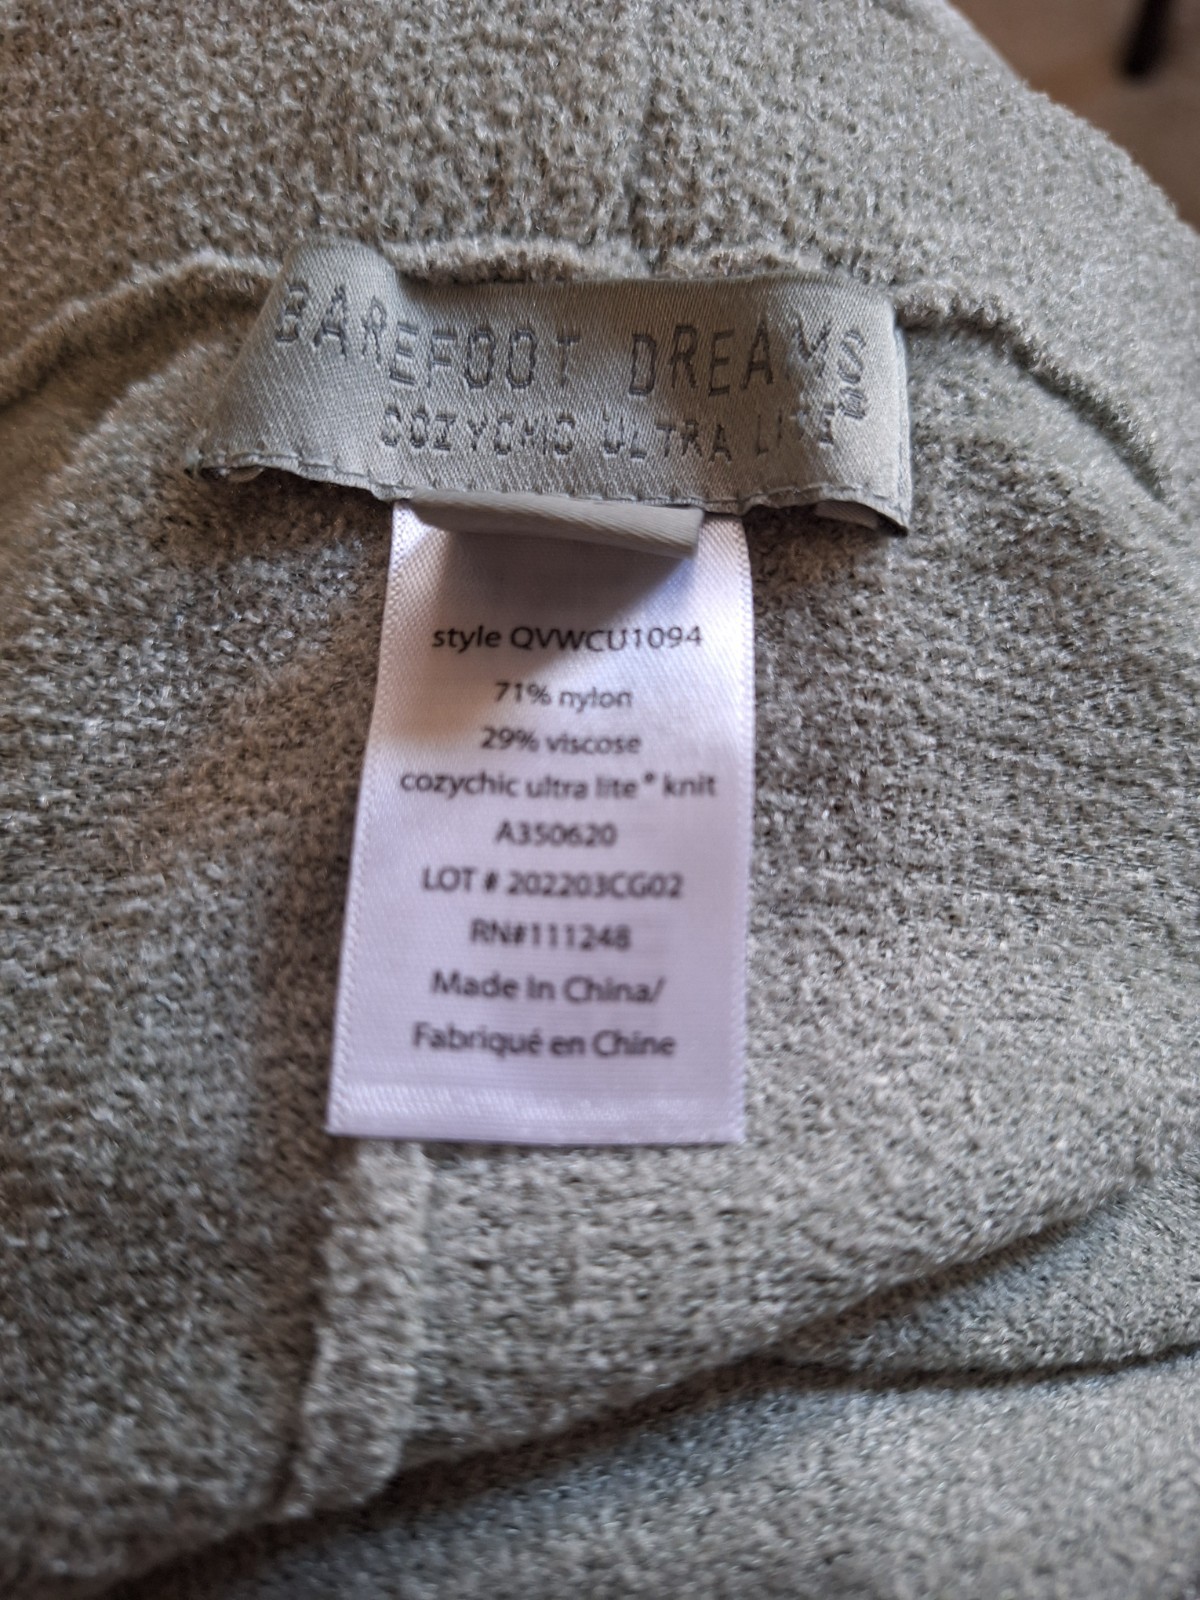 BAREFOOT DREAMS®
COZYCHIC ULTRA LITE®
style QVWCU1094
71% nylon
29% viscose
cozychic ultra lite® knit
A350620
LOT # 202203CG02
RN#111248
Made In China/
Fabriqué en Chine